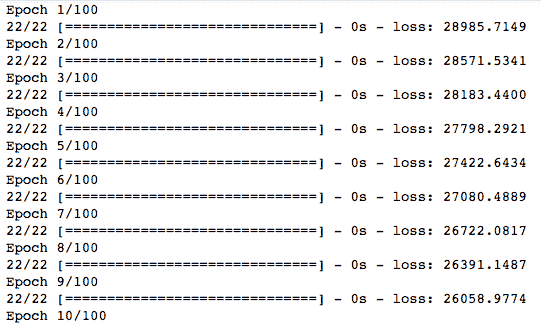 Epoch 1/100
22/22 [==============================] - 0s - loss: 28985.7149
Epoch 2/100
22/22 [==============================] - 0s - loss: 28571.5341
Epoch 3/100
22/22 [==============================] - 0s - loss: 28183.4400
Epoch 4/100
22/22 [==============================] - 0s - loss: 27798.2921
Epoch 5/100
22/22 [==============================] - 0s - loss: 27422.6434
Epoch 6/100
22/22 [==============================] - 0s - loss: 27080.4889
Epoch 7/100
22/22 [==============================] - 0s - loss: 26722.0817
Epoch 8/100
22/22 [==============================] - 0s - loss: 26391.1487
Epoch 9/100
22/22 [==============================] - 0s - loss: 26058.9774
Epoch 10/100